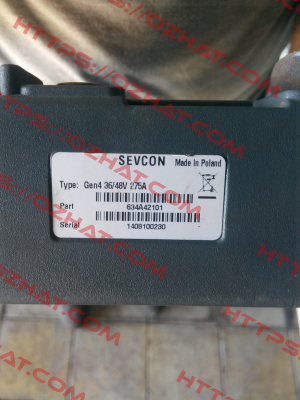 SEVCON Made in Poland
Type: Gen4 36/48V 275A
Part 634A42101
Serial 1408100230
HTTPS://OZHAT.COM
HTTPS://OZHAT.COM
HTTPS://OZHAT.COM
HTTPS://OZHAT.COM